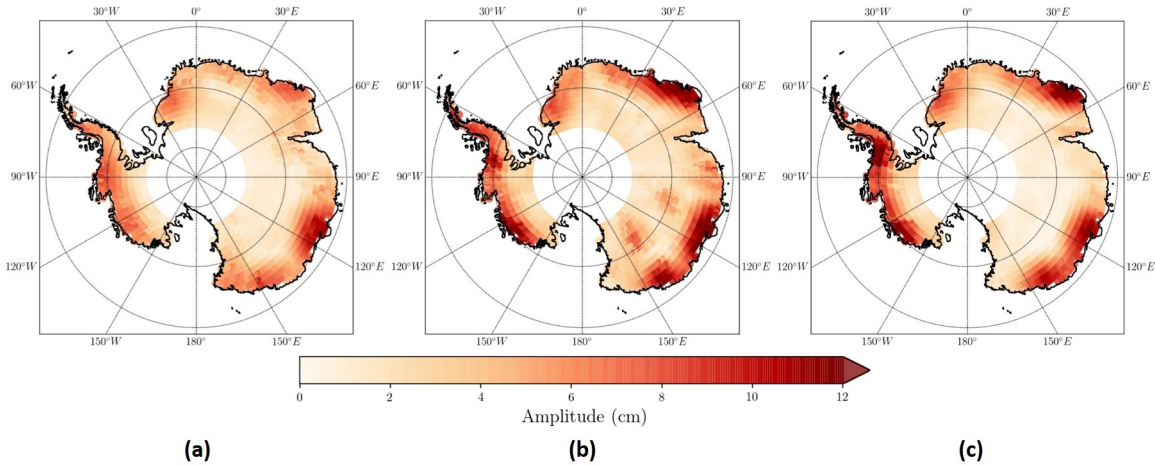 30°W 0° 30°E 30°W 0° 30°E 30°W 0° 30°E
60°W 60°E 60°W 60°E 60°W 60°E
90°W 90°E 90°W 90°E 90°W 90°E
120°W 120°E 120°W 120°E 120°W 120°E
150°W 180° 150°E 150°W 180° 150°E 150°W 180° 150°E
0 2 4 6 8 10 12
Amplitude (cm)
(a) (b) (c)